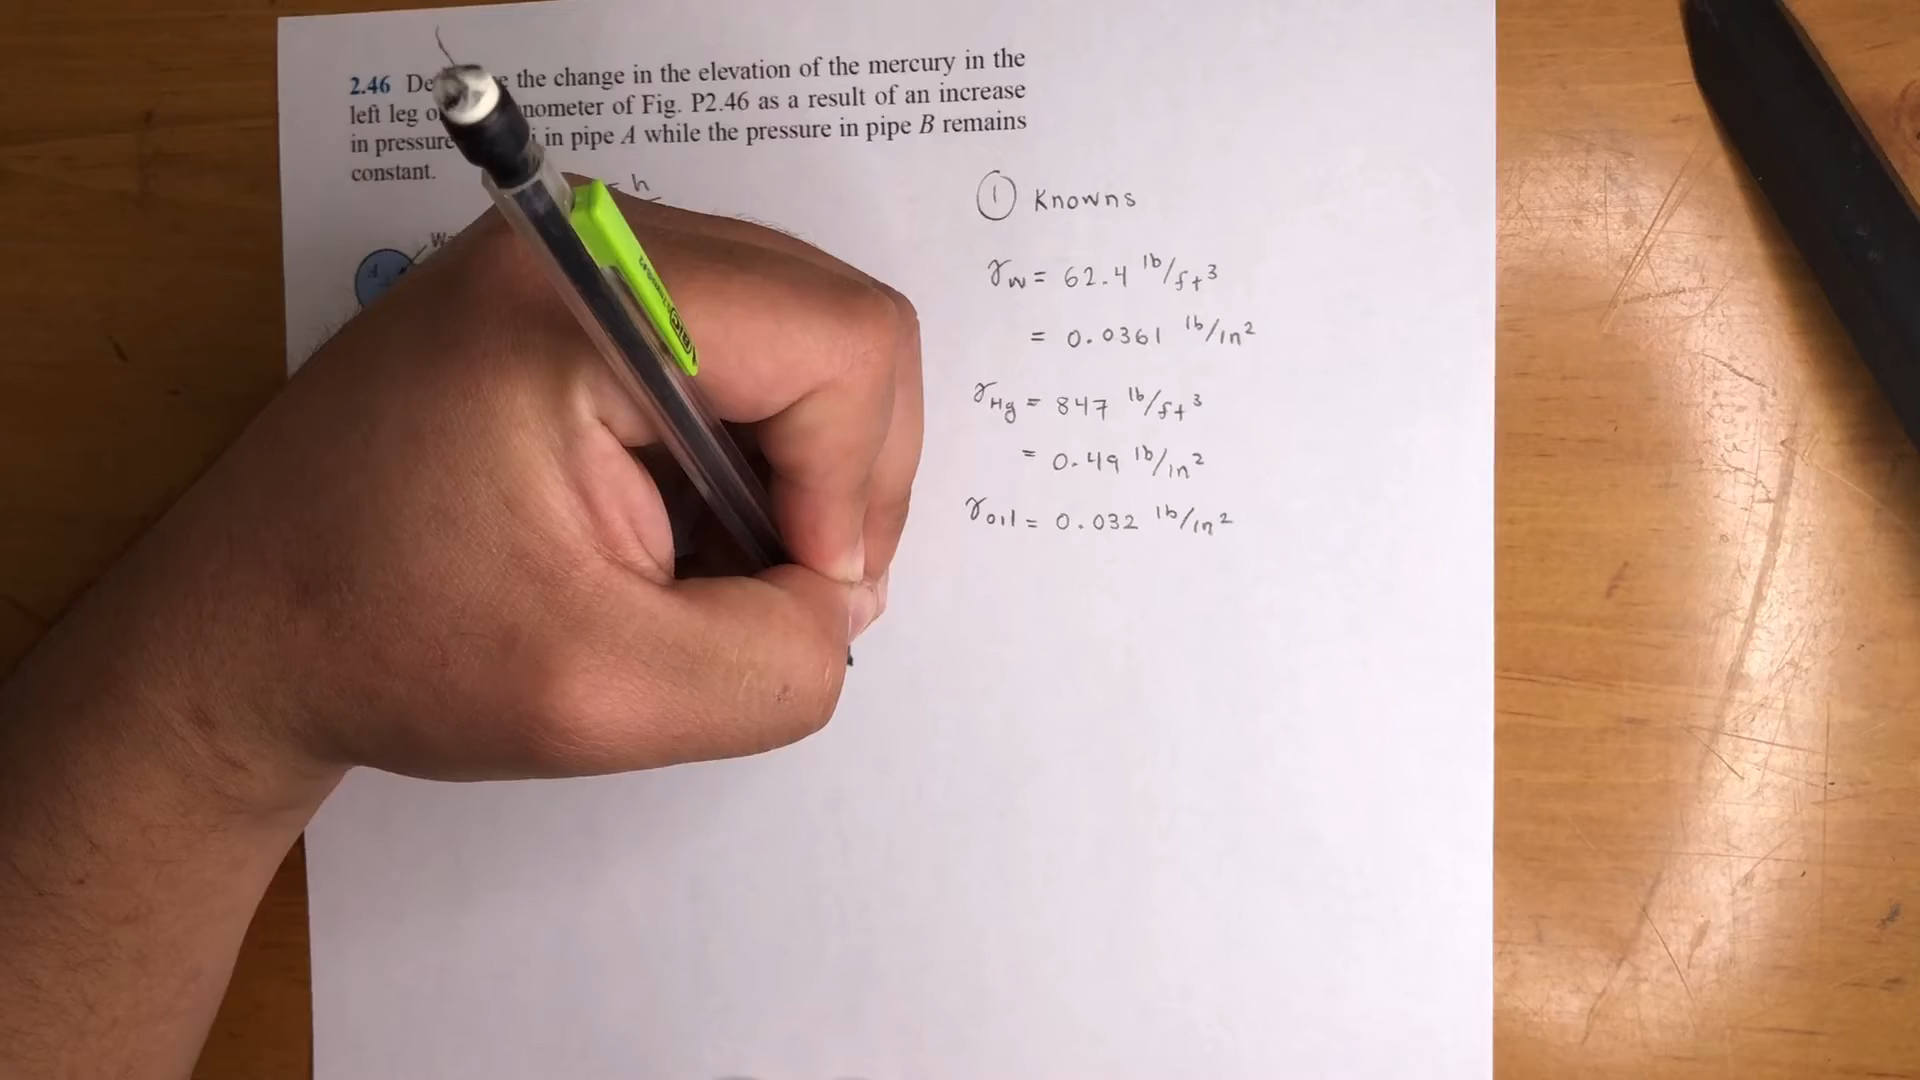 2.46 the change in the elevation of the mercury in the
left leg nometer of Fig. P2.46 as a result of an increase
in pressure in pipe A while the pressure in pipe B remains
constant.
h
① Knowns
γw = 62.4 lb/ft³
= 0.0361 lb/in²
γHg = 847 lb/ft³
= 0.49 lb/in²
γoil = 0.032 lb/in²
BIC